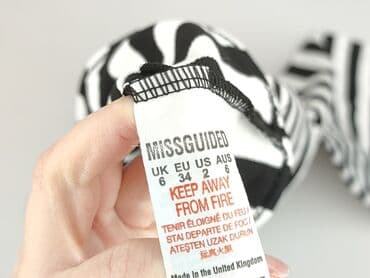 MISSGUIDED
UK EU US AUS
6 34 2 6
KEEP AWAY
FROM FIRE
TENIR ÉLOIGNÉ DU FEU
STAI DEPARTE DE FOC
ATEŞTEN UZAK DURUN
Made in the United Kingdom